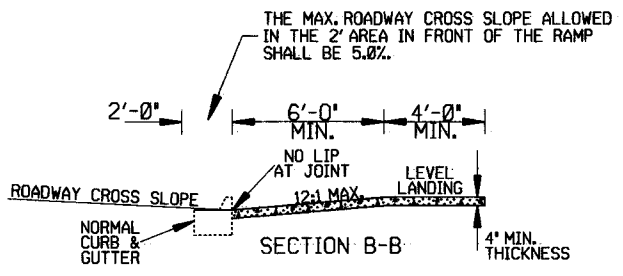 THE MAX. ROADWAY CROSS SLOPE ALLOWED
IN THE 2' AREA IN FRONT OF THE RAMP
SHALL BE 5.0%.
2'-0" 6'-0" 4'-0"
MIN. MIN.
NO LIP
AT JOINT
LEVEL
LANDING
ROADWAY CROSS SLOPE
12:1 MAX.
NORMAL
CURB &
GUTTER
SECTION B-B
4" MIN.
THICKNESS